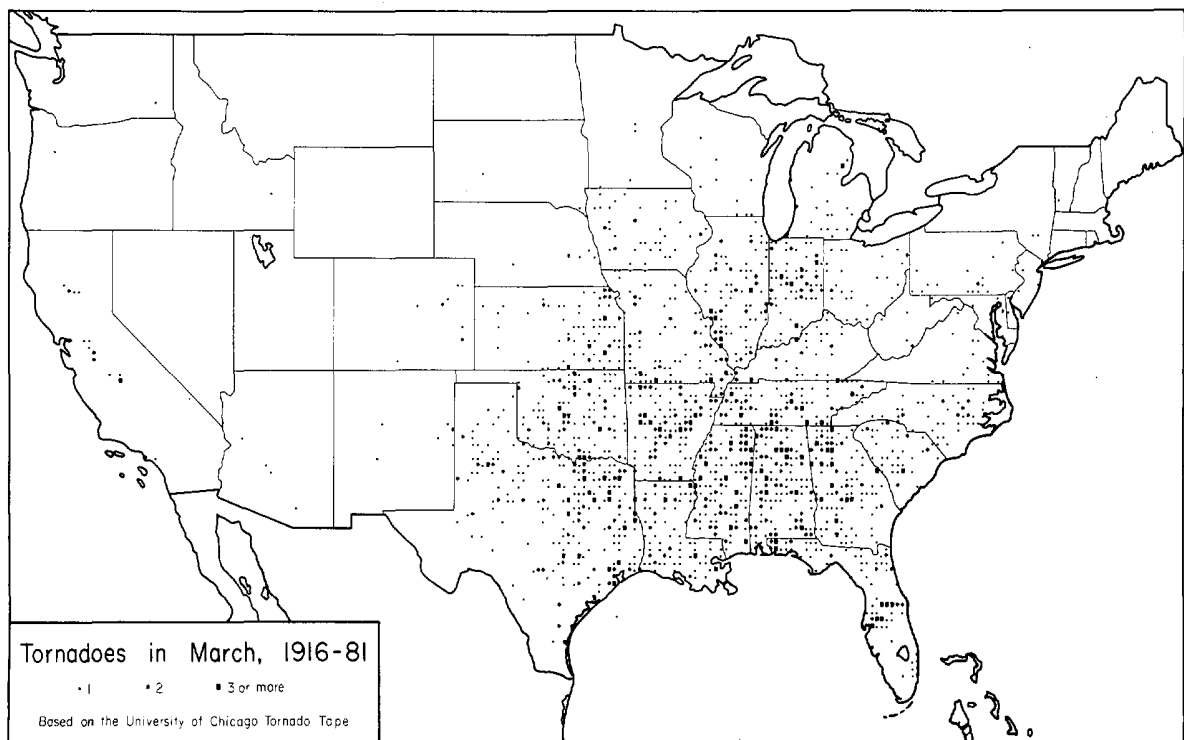 Tornadoes in March, 1916-81
· 1 ▪ 2 ■ 3 or more
Based on the University of Chicago Tornado Tape